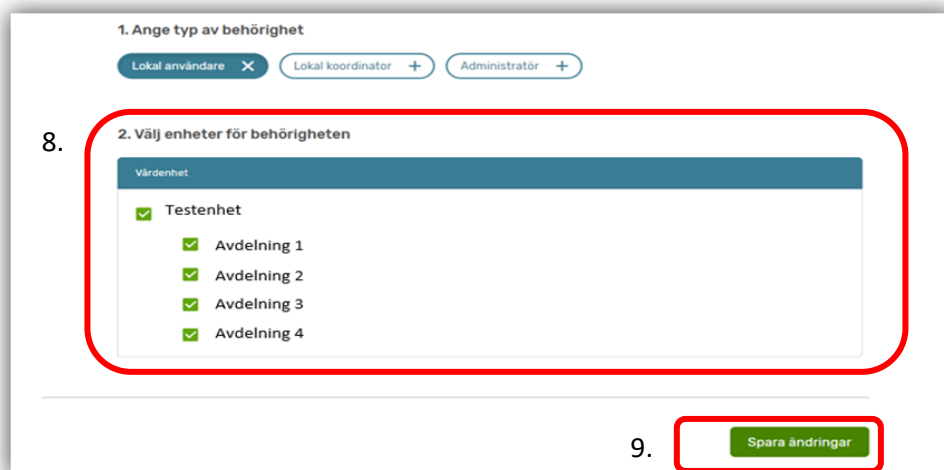 1. Ange typ av behörighet
Lokal användare
Lokal koordinator
Administratör
8.
2. Välj enheter för behörigheten
Vårdenhet
Testenhet
Avdelning 1
Avdelning 2
Avdelning 3
Avdelning 4
9.
Spara ändringar